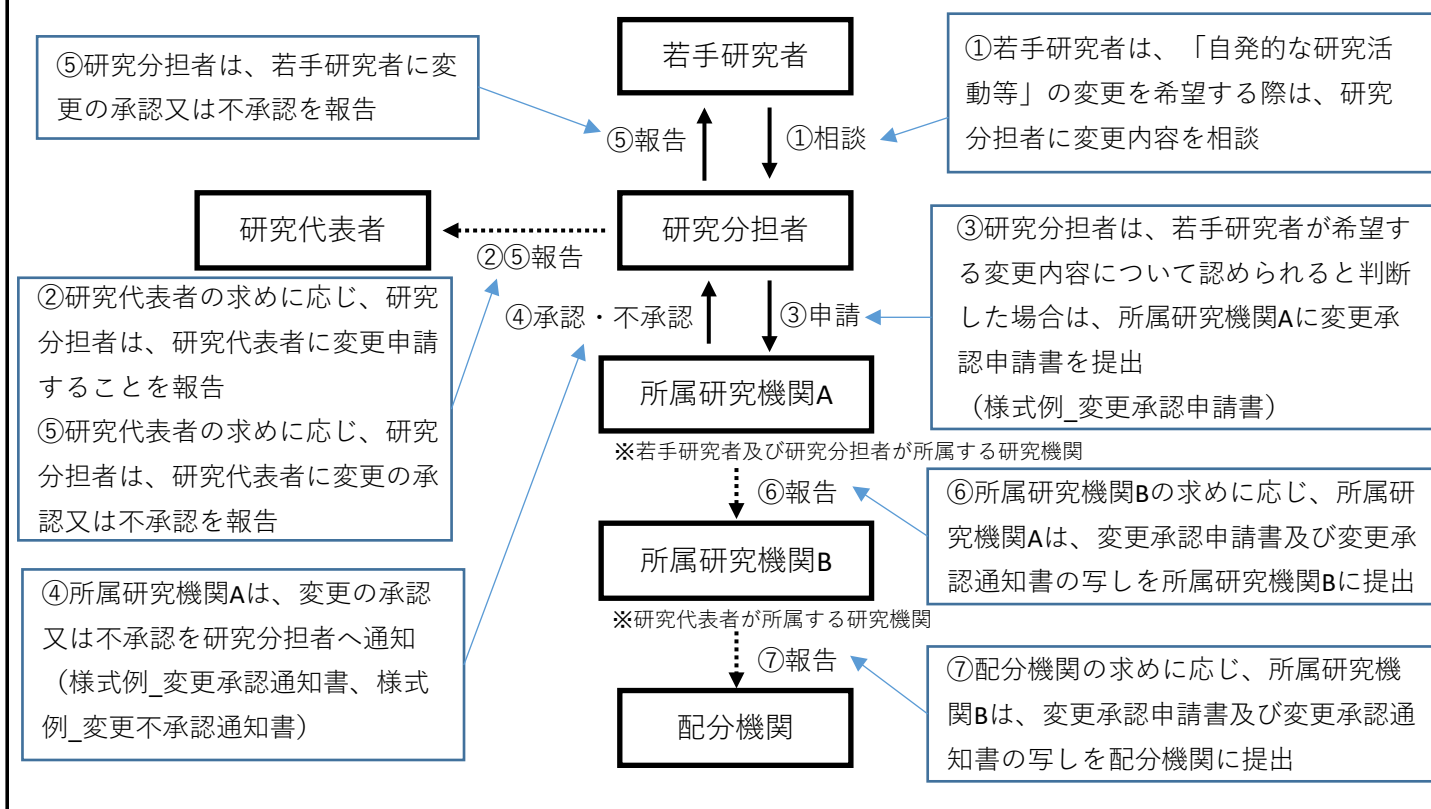 若手研究者
⑤研究分担者は、若手研究者に変
更の承認又は不承認を報告
①若手研究者は、「自発的な研究活
動等」の変更を希望する際は、研究
分担者に変更内容を相談
⑤報告
①相談
研究代表者
研究分担者
②⑤報告
②研究代表者の求めに応じ、研究
分担者は、研究代表者に変更申請
することを報告
⑤研究代表者の求めに応じ、研究
分担者は、研究代表者に変更の承
認又は不承認を報告
③研究分担者は、若手研究者が希望す
る変更内容について認められると判断
した場合は、所属研究機関Aに変更承
認申請書を提出
（様式例_変更承認申請書）
④承認・不承認
③申請
所属研究機関A
※若手研究者及び研究分担者が所属する研究機関
⑥報告
⑥所属研究機関Bの求めに応じ、所属研
究機関Aは、変更承認申請書及び変更承
認通知書の写しを所属研究機関Bに提出
所属研究機関B
※研究代表者が所属する研究機関
④所属研究機関Aは、変更の承認
又は不承認を研究分担者へ通知
（様式例_変更承認通知書、様式
例_変更不承認通知書）
⑦報告
⑦配分機関の求めに応じ、所属研究機
関Bは、変更承認申請書及び変更承認通
知書の写しを配分機関に提出
配分機関